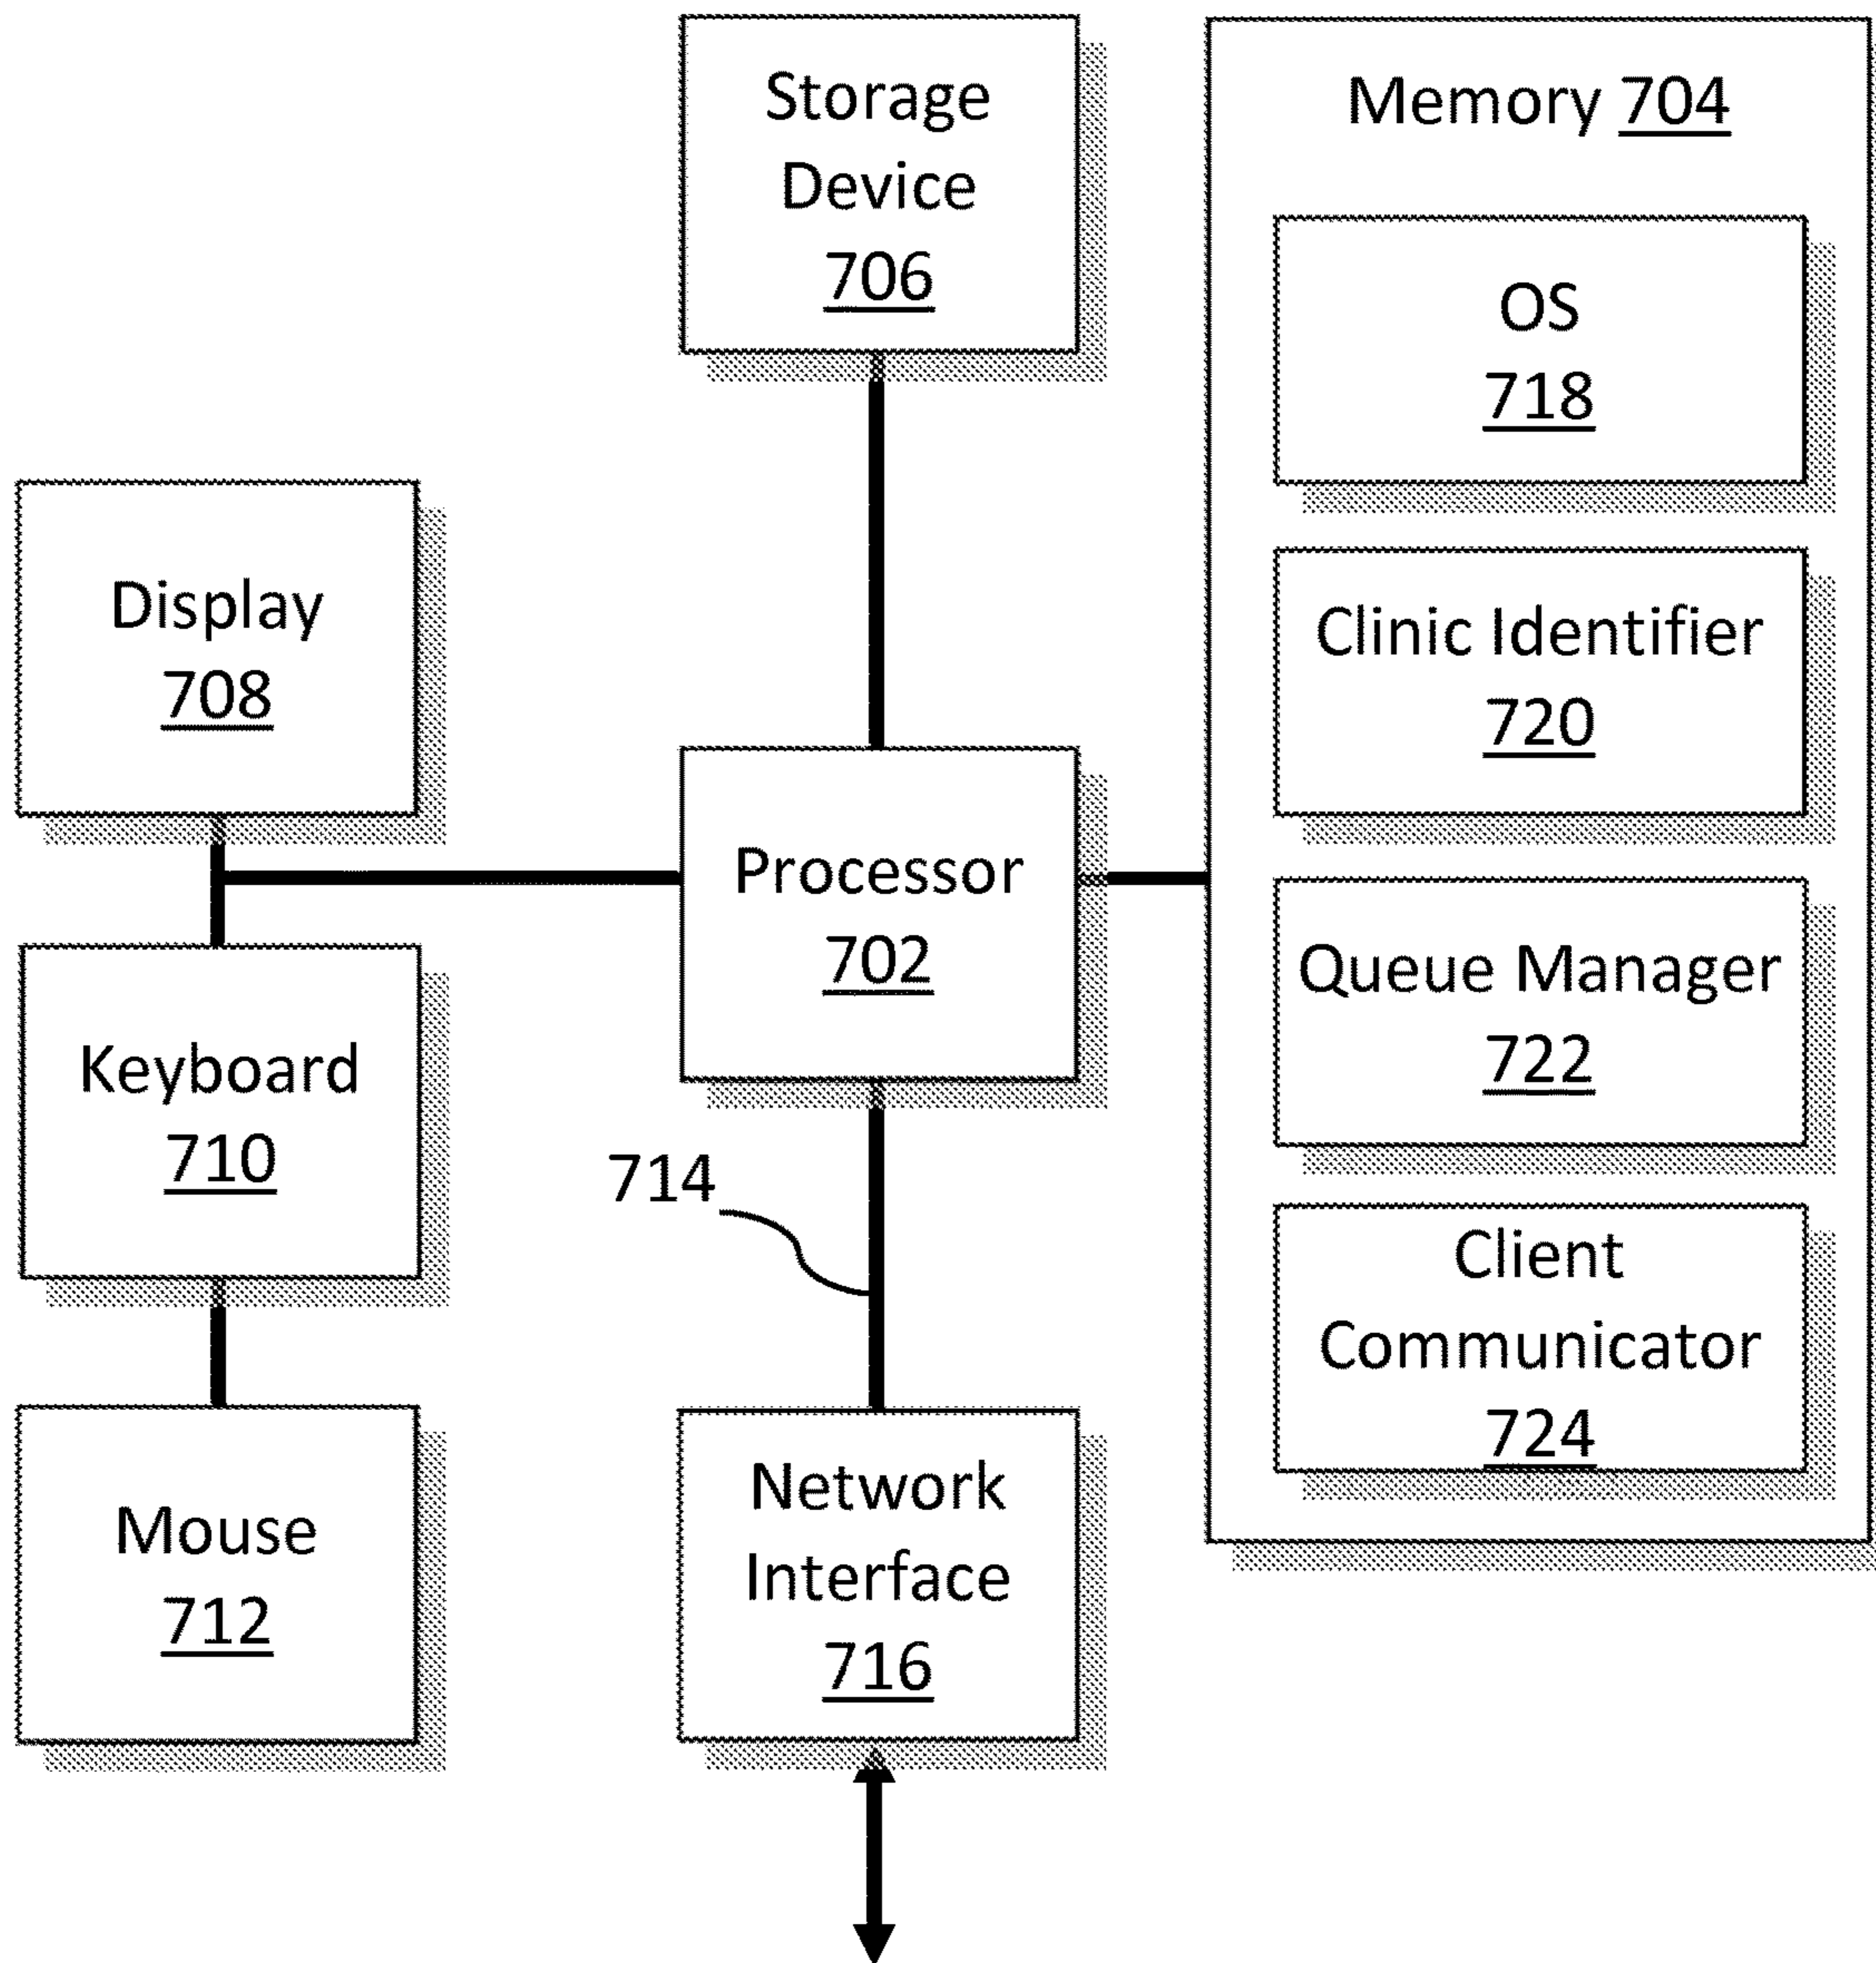 Storage
Device
706
Memory 704
OS
718
Display
708
Clinic Identifier
720
Processor
702
Queue Manager
722
Keyboard
710
714
Client
Communicator
724
Network
Interface
716
Mouse
712